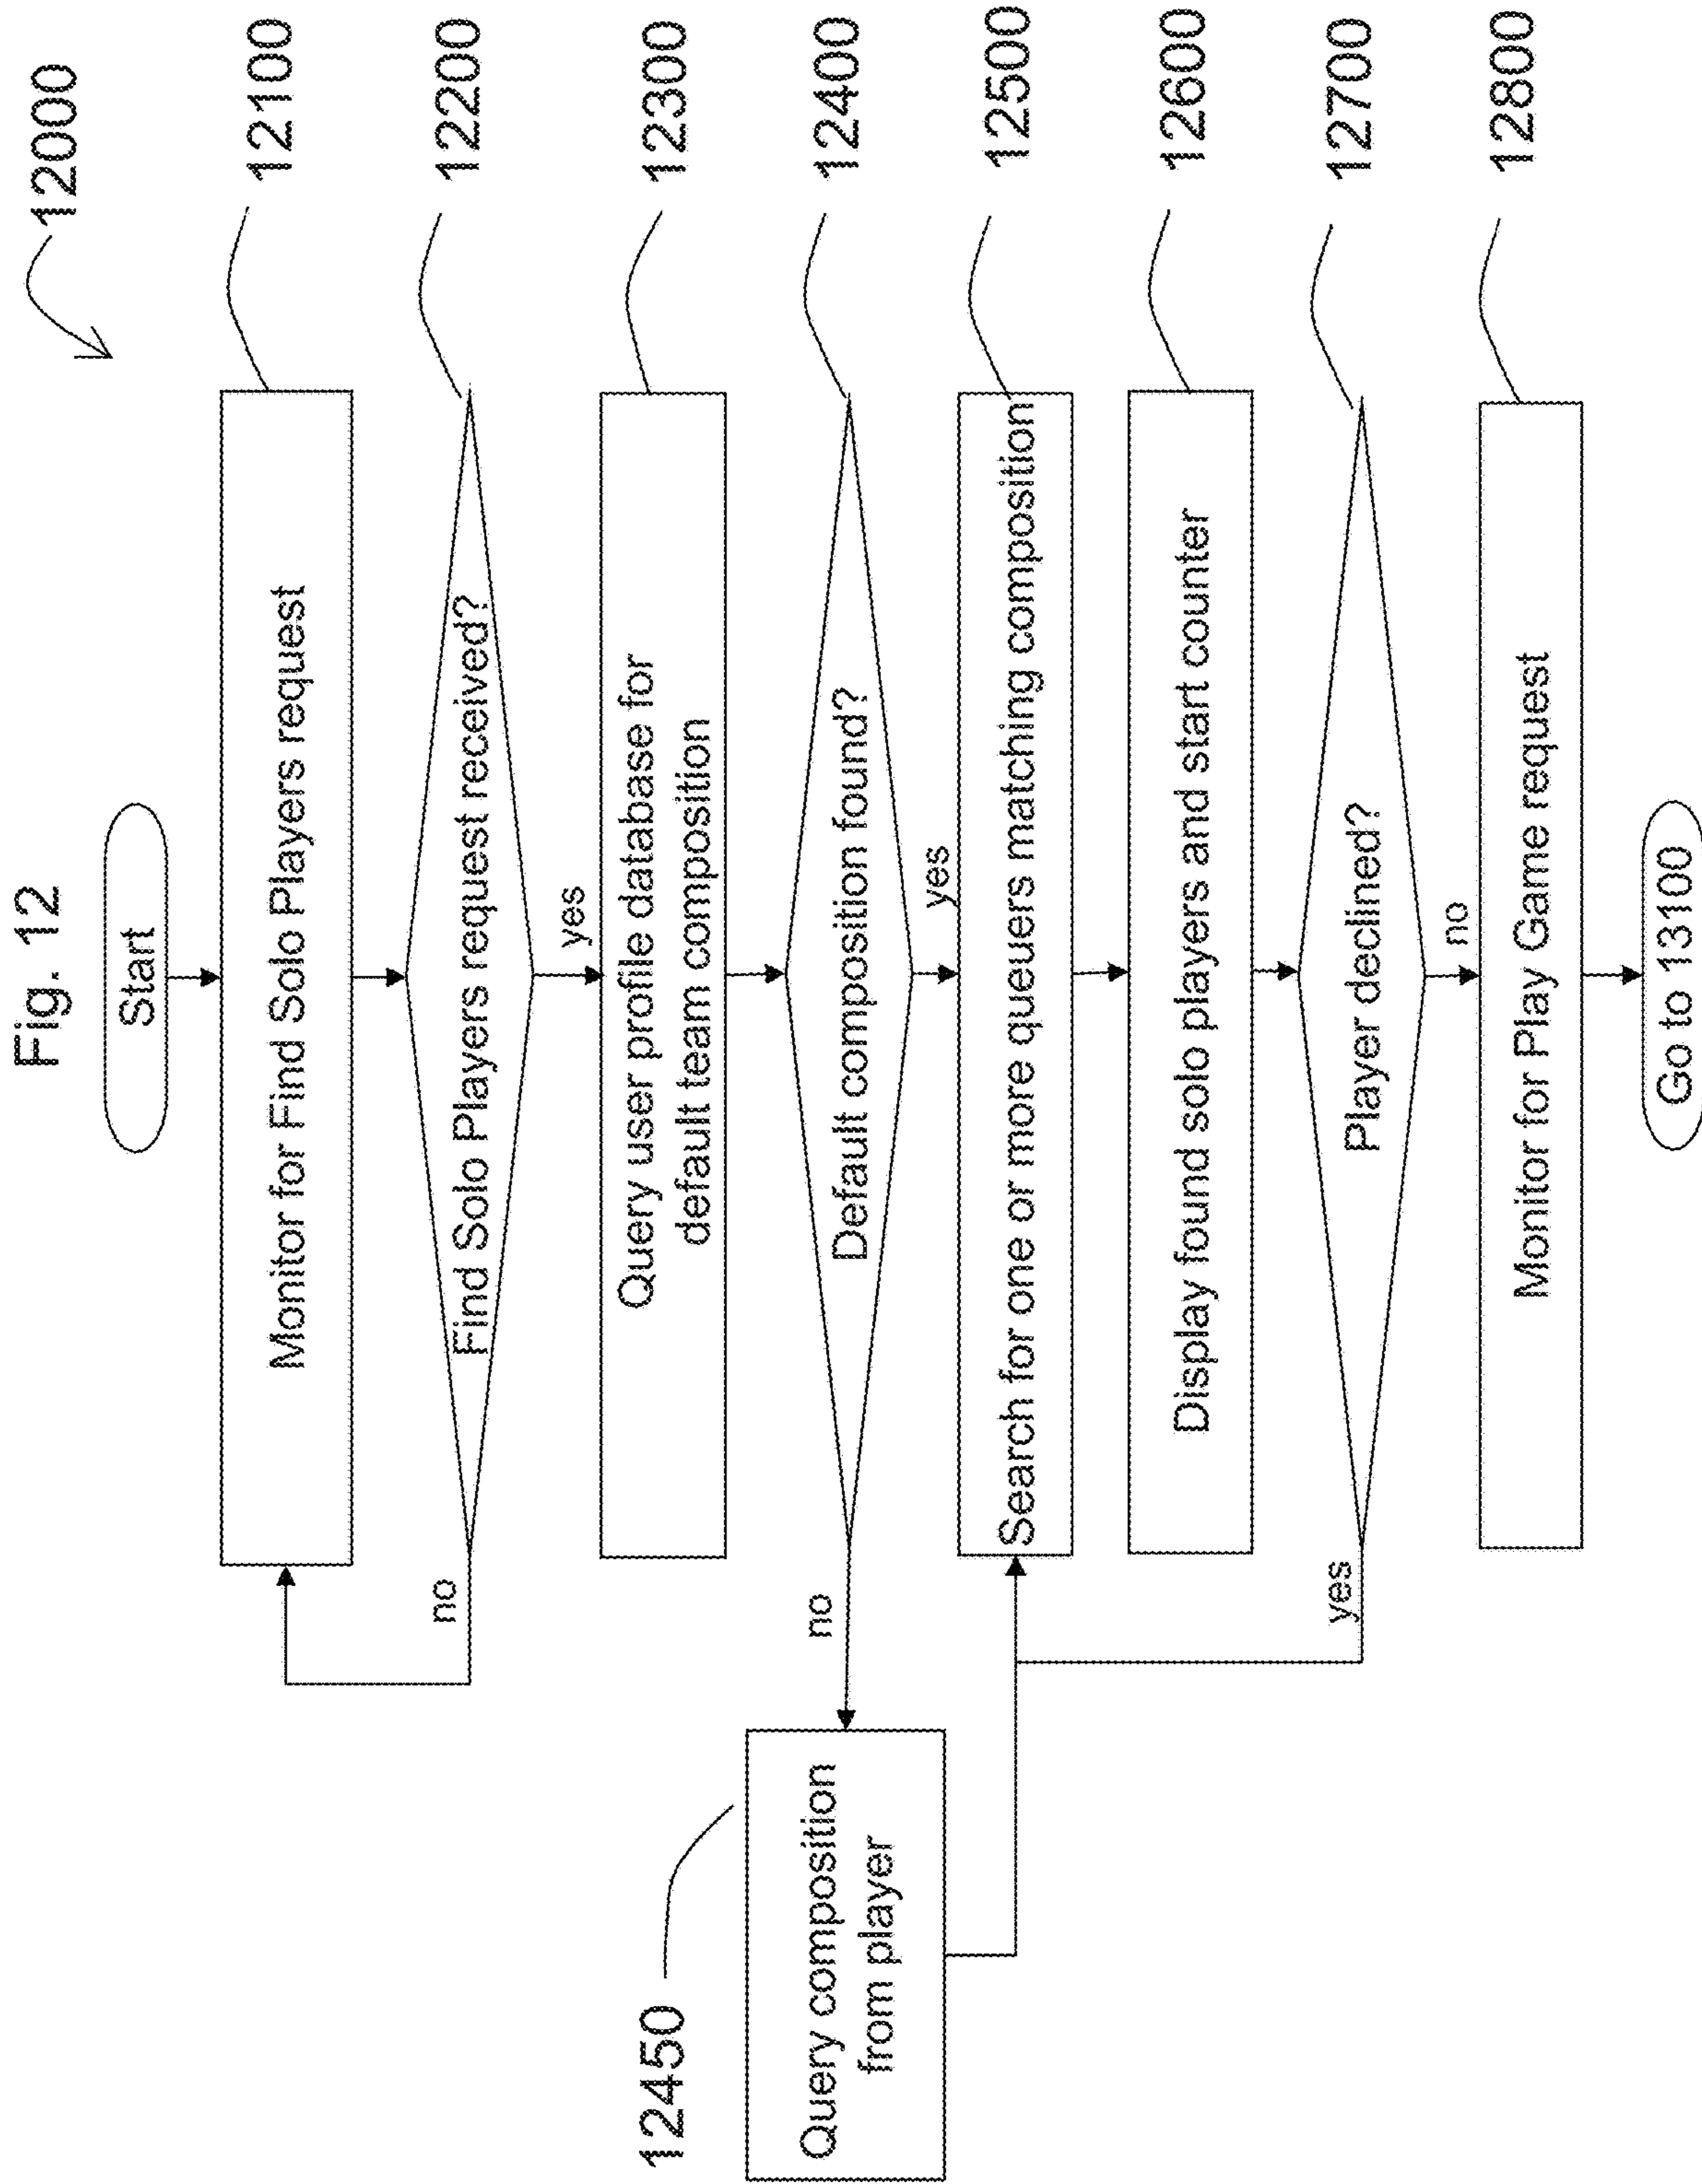 Fig. 12
12000
Start
Monitor for Find Solo Players request
12100
Find Solo Players request received?
12200
no
yes
Query user profile database for
default team composition
12300
Default composition found?
12400
no
yes
12450
Query composition
from player
Search for one or more queuers matching composition
12500
Display found solo players and start counter
12600
Player declined?
12700
yes
no
Monitor for Play Game request
12800
Go to 13100